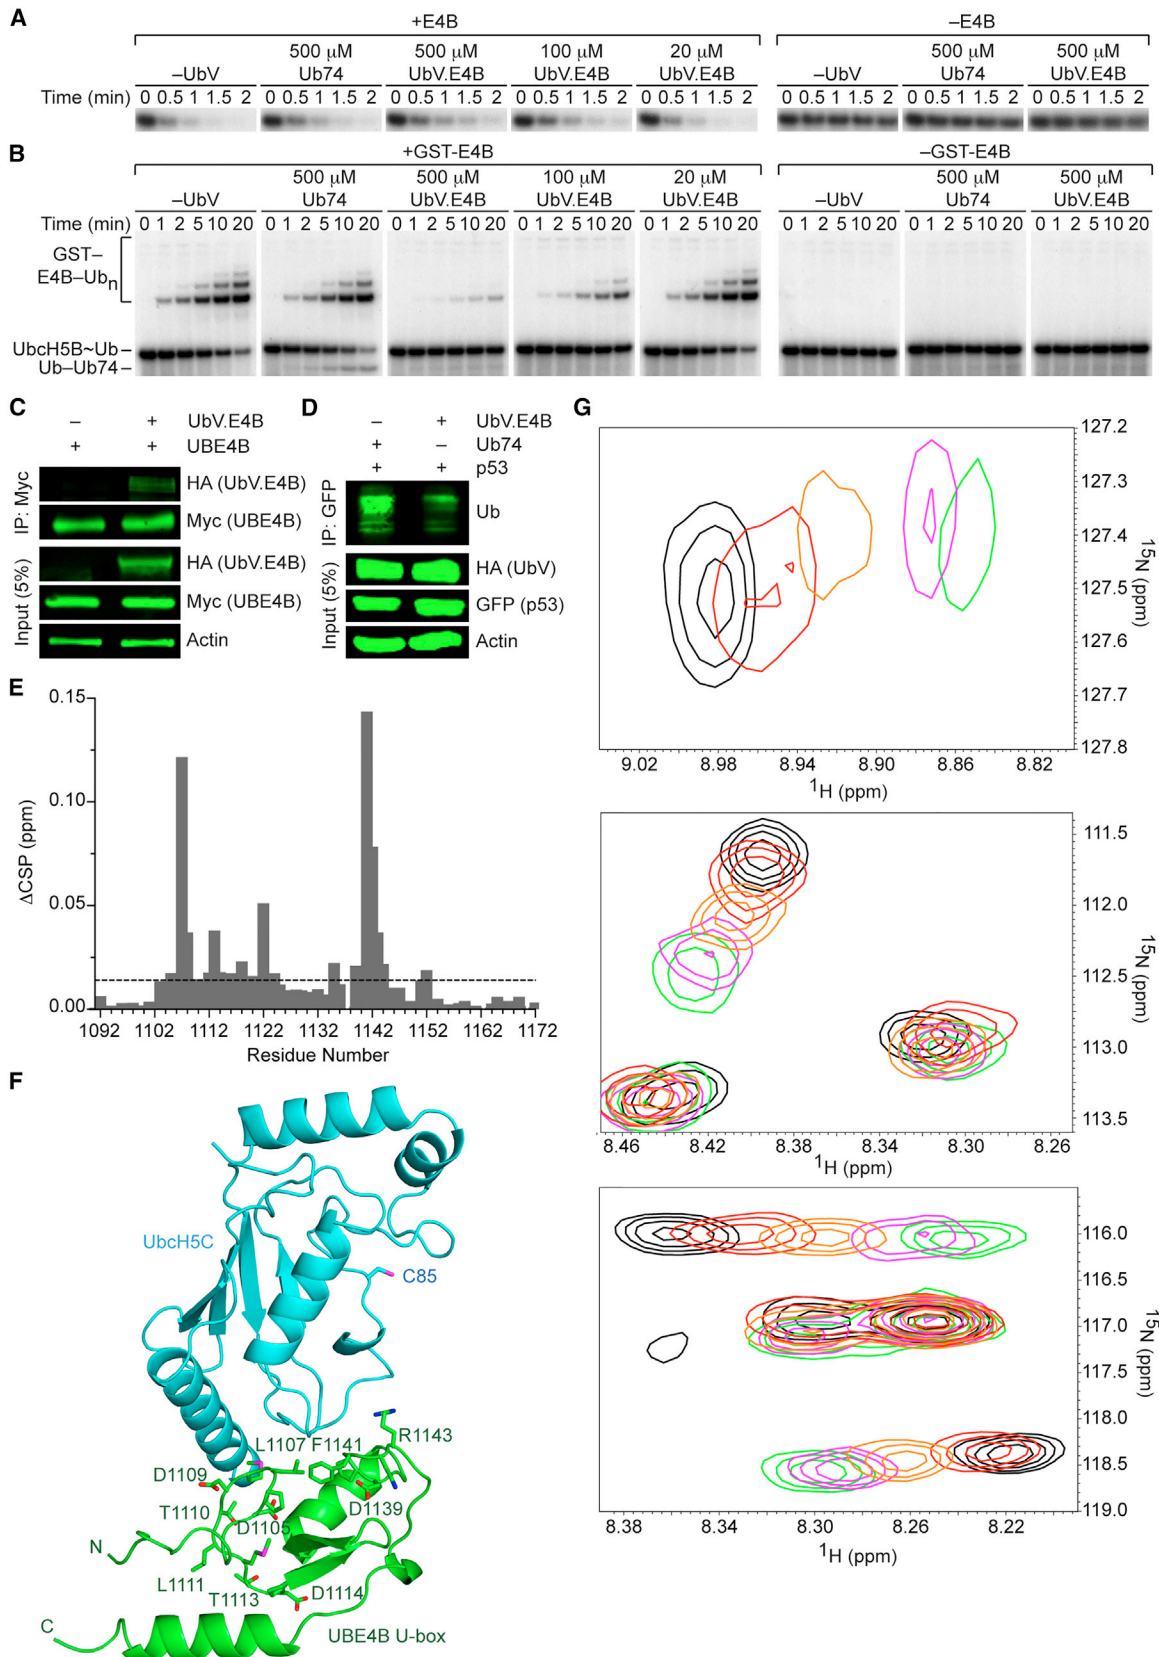 A
+E4B
–E4B
–UbV
500 µM Ub74
500 µM UbV.E4B
100 µM UbV.E4B
20 µM UbV.E4B
–UbV
500 µM Ub74
500 µM UbV.E4B
Time (min)
0 0.5 1 1.5 2
0 0.5 1 1.5 2
0 0.5 1 1.5 2
0 0.5 1 1.5 2
0 0.5 1 1.5 2
0 0.5 1 1.5 2
0 0.5 1 1.5 2
0 0.5 1 1.5 2
B
+GST-E4B
–GST-E4B
–UbV
500 µM Ub74
500 µM UbV.E4B
100 µM UbV.E4B
20 µM UbV.E4B
–UbV
500 µM Ub74
500 µM UbV.E4B
Time (min)
0 1 2 5 10 20
0 1 2 5 10 20
0 1 2 5 10 20
0 1 2 5 10 20
0 1 2 5 10 20
0 1 2 5 10 20
0 1 2 5 10 20
0 1 2 5 10 20
GST–
E4B–Ubn
UbcH5B~Ub
Ub–Ub74
C
– + UbV.E4B
+ + UBE4B
IP: Myc
HA (UbV.E4B)
Myc (UBE4B)
Input (5%)
HA (UbV.E4B)
Myc (UBE4B)
Actin
D
– + UbV.E4B
+ – Ub74
+ + p53
IP: GFP
Ub
Input (5%)
HA (UbV)
GFP (p53)
Actin
E
0.15
0.10
0.05
0.00
ΔCSP (ppm)
1092 1102 1112 1122 1132 1142 1152 1162 1172
Residue Number
F
UbcH5C
C85
L1107
F1141
R1143
D1109
T1110
D1105
D1139
N
L1111
T1113
D1114
C
UBE4B U-box
G
127.2
127.3
127.4
127.5
127.6
127.7
127.8
15N (ppm)
9.02 8.98 8.94 8.90 8.86 8.82
1H (ppm)
111.5
112.0
112.5
113.0
113.5
15N (ppm)
8.46 8.42 8.38 8.34 8.30 8.26
1H (ppm)
116.0
116.5
117.0
117.5
118.0
118.5
119.0
15N (ppm)
8.38 8.34 8.30 8.26 8.22
1H (ppm)